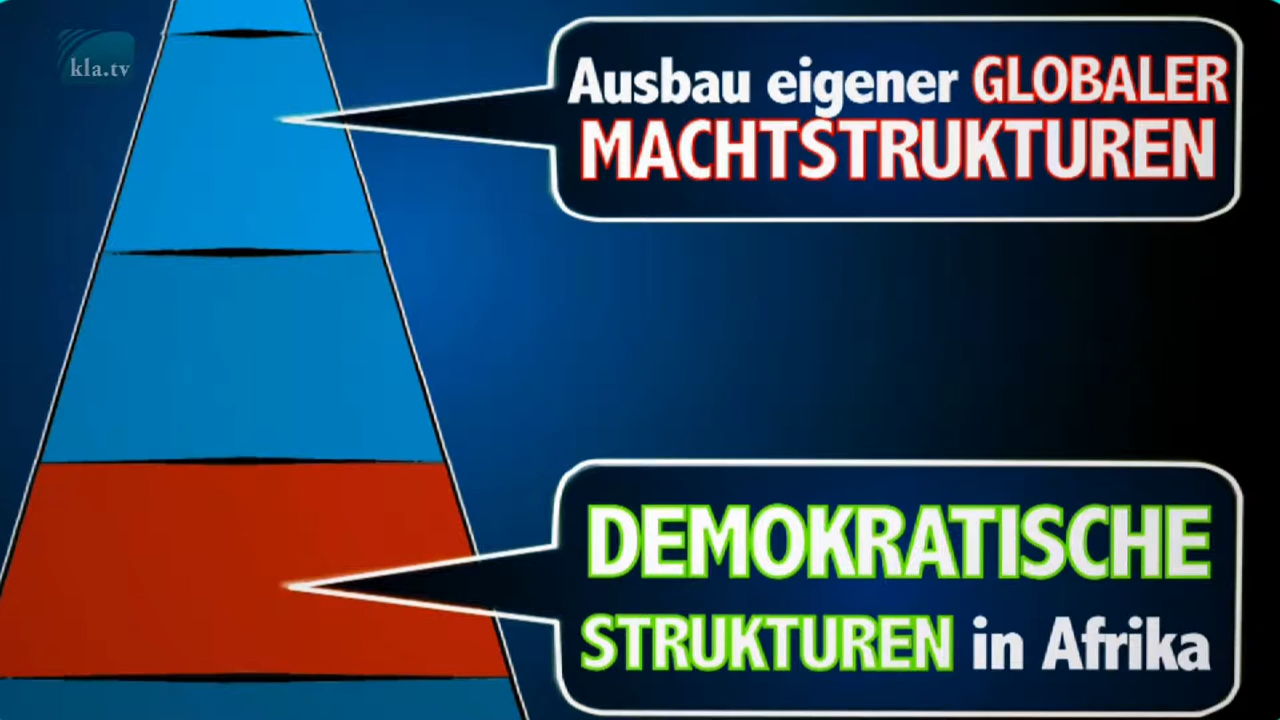 kla.tv
Ausbau eigener GLOBALER
MACHTSTRUKTUREN
DEMOKRATISCHE
STRUKTUREN in Afrika